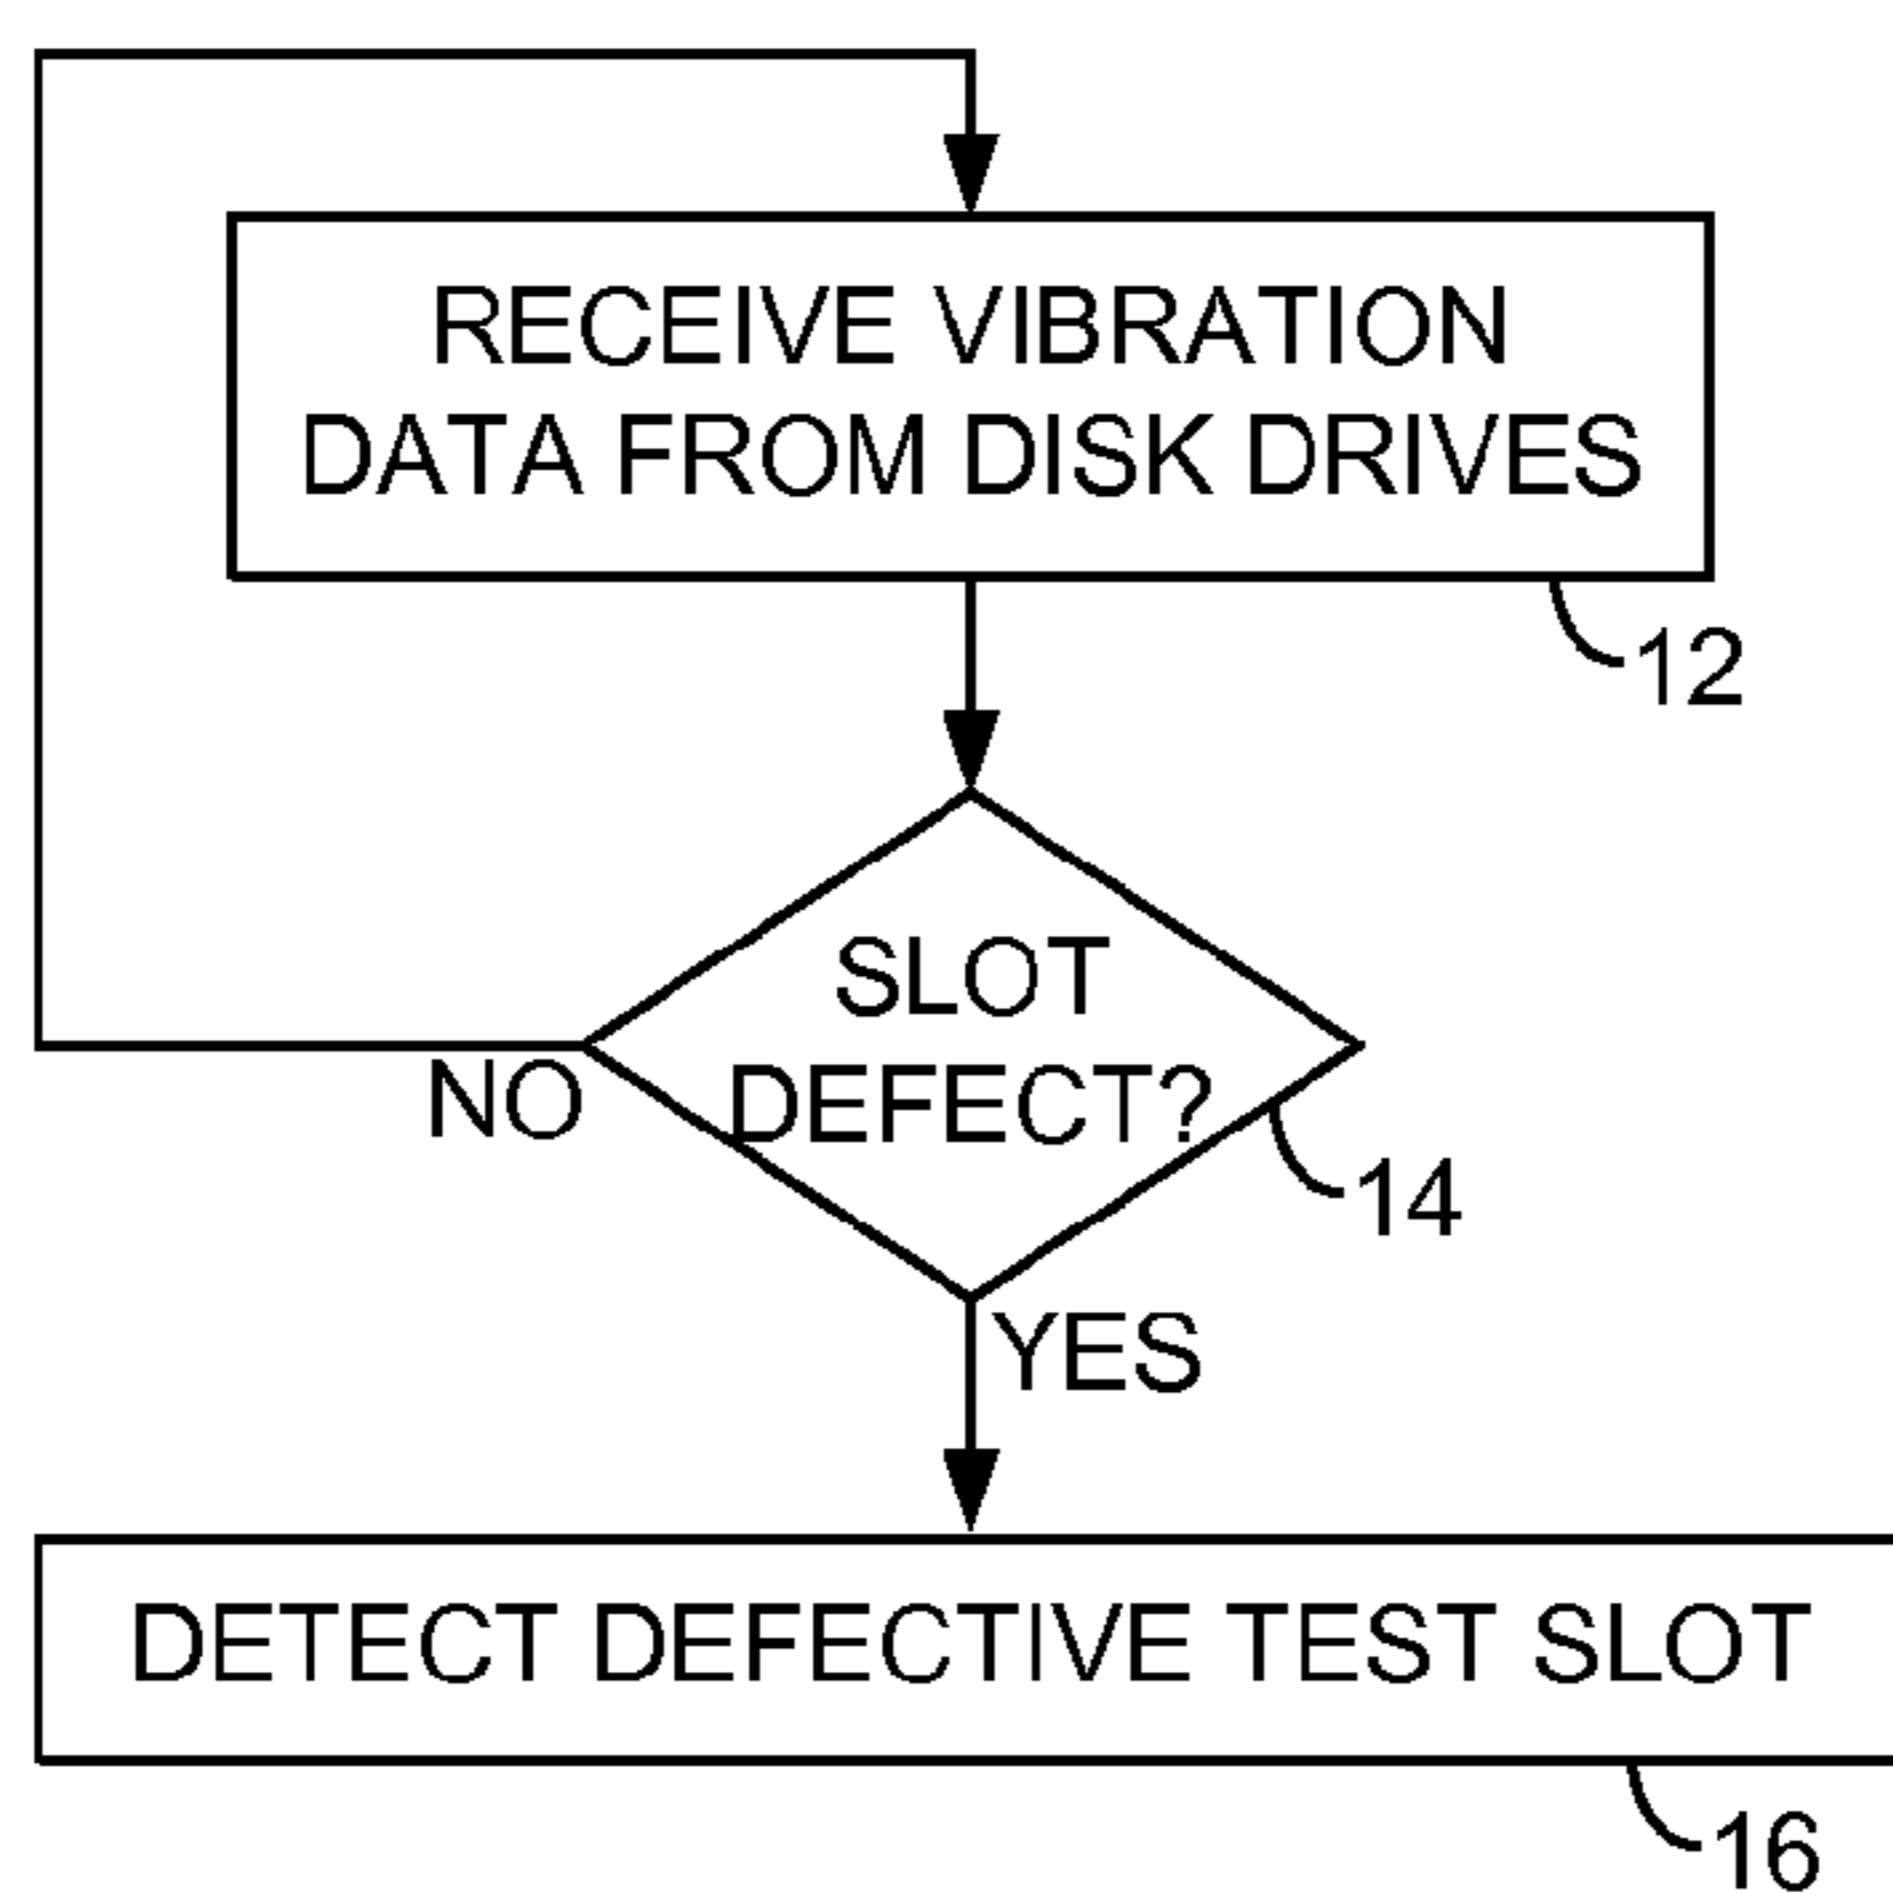 RECEIVE VIBRATION
DATA FROM DISK DRIVES
12
SLOT
DEFECT?
NO
14
YES
DETECT DEFECTIVE TEST SLOT
16